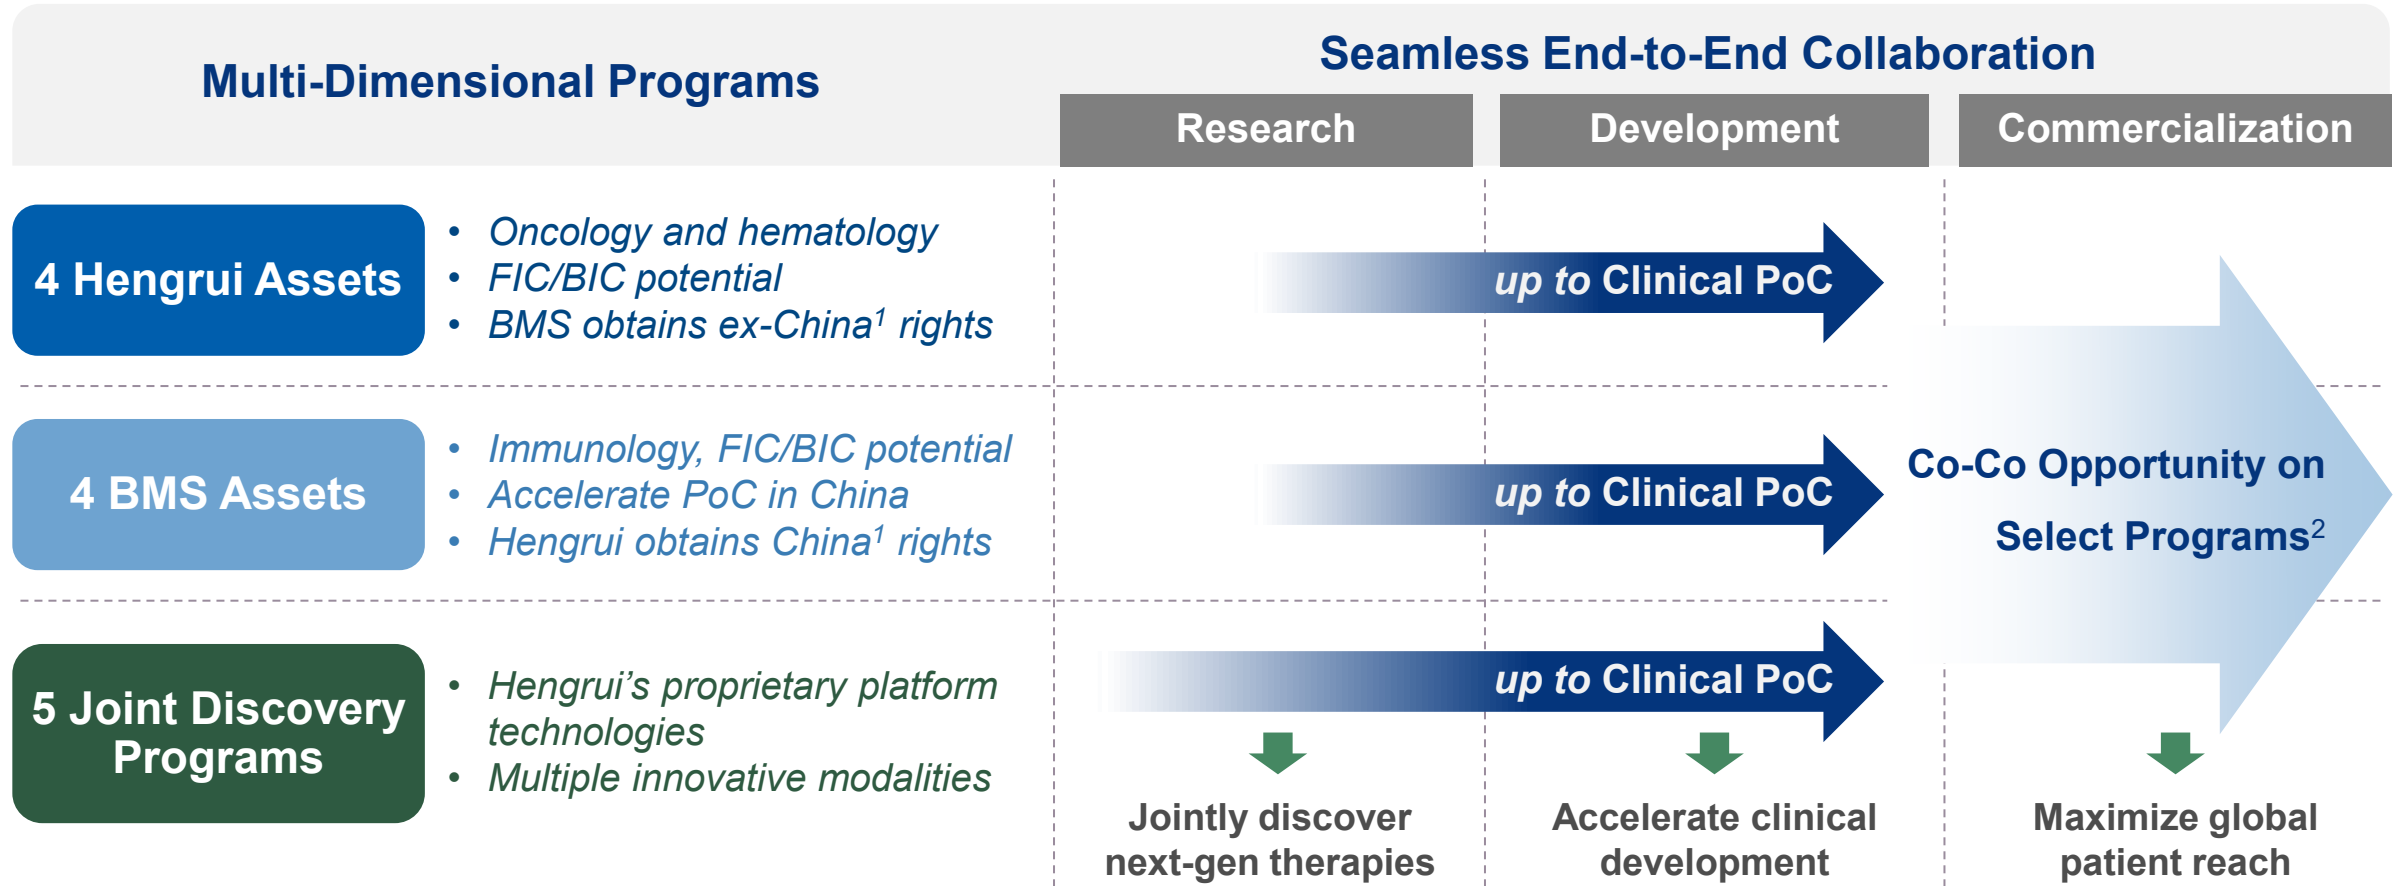 Multi-Dimensional Programs
Seamless End-to-End Collaboration
Research
Development
Commercialization
4 Hengrui Assets
• Oncology and hematology
• FIC/BIC potential
• BMS obtains ex-China¹ rights
up to Clinical PoC
4 BMS Assets
• Immunology, FIC/BIC potential
• Accelerate PoC in China
• Hengrui obtains China¹ rights
up to Clinical PoC
Co-Co Opportunity on
Select Programs²
5 Joint Discovery
Programs
• Hengrui’s proprietary platform
technologies
• Multiple innovative modalities
up to Clinical PoC
Jointly discover
next-gen therapies
Accelerate clinical
development
Maximize global
patient reach